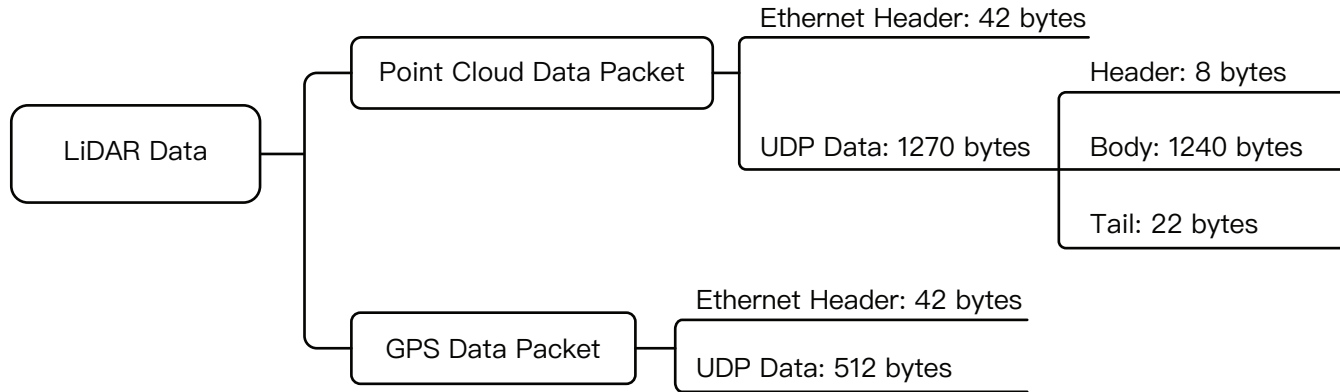 LiDAR Data
Point Cloud Data Packet
Ethernet Header: 42 bytes
UDP Data: 1270 bytes
Header: 8 bytes
Body: 1240 bytes
Tail: 22 bytes
GPS Data Packet
Ethernet Header: 42 bytes
UDP Data: 512 bytes